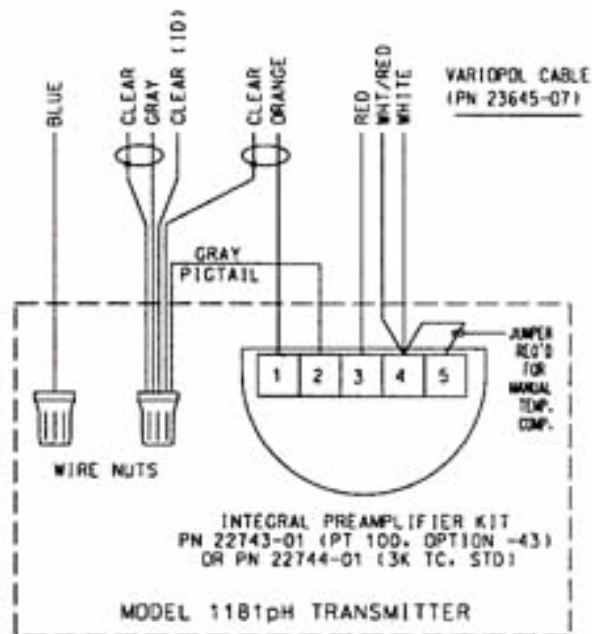 BLUE
CLEAR
GRAY
CLEAR (ID)
CLEAR
ORANGE
RED
WHT/RED
WHITE
VARIOPOL CABLE
(PN 23645-07)
GRAY
PIGTAIL
1 2 3 4 5
JUMPER
REQ'D
FOR
MANUAL
TEMP.
COMP.
WIRE NUTS
INTEGRAL PREAMPLIFIER KIT
PN 22743-01 (PT 100. OPTION -43)
OR PN 22744-01 (3K TC. STD)
MODEL 1181pH TRANSMITTER